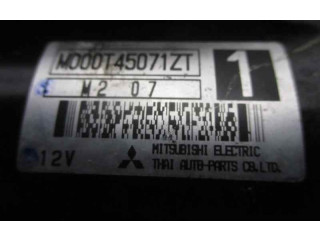 M000T45071ZT
1
M2 07
12V
MITSUBISHI ELECTRIC
THAI AUTO-PARTS CO.,LTD.